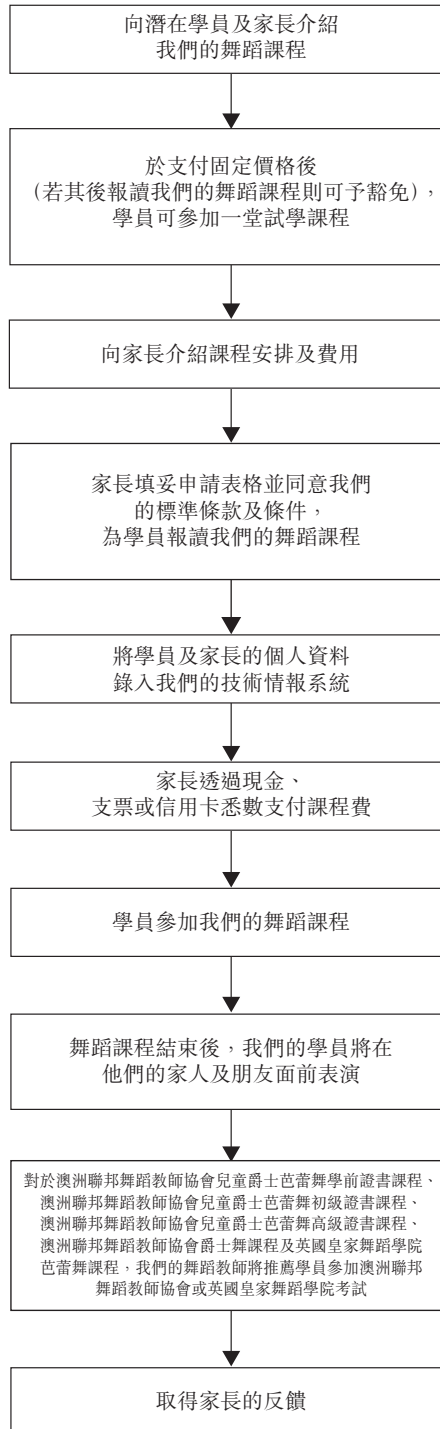 向潛在學員及家長介紹
我們的舞蹈課程
於支付固定價格後
(若其後報讀我們的舞蹈課程則可予豁免)，
學員可參加一堂試學課程
向家長介紹課程安排及費用
家長填妥申請表格並同意我們
的標準條款及條件，
為學員報讀我們的舞蹈課程
將學員及家長的個人資料
錄入我們的技術情報系統
家長透過現金、
支票或信用卡悉數支付課程費
學員參加我們的舞蹈課程
舞蹈課程結束後，我們的學員將在
他們的家人及朋友面前表演
對於澳洲聯邦舞蹈教師協會兒童爵士芭蕾舞學前證書課程、
澳洲聯邦舞蹈教師協會兒童爵士芭蕾舞初級證書課程、
澳洲聯邦舞蹈教師協會兒童爵士芭蕾舞高級證書課程、
澳洲聯邦舞蹈教師協會爵士舞課程及英國皇家舞蹈學院
芭蕾舞課程，我們的舞蹈教師將推薦學員參加澳洲聯邦
舞蹈教師協會或英國皇家舞蹈學院考試
取得家長的反饋